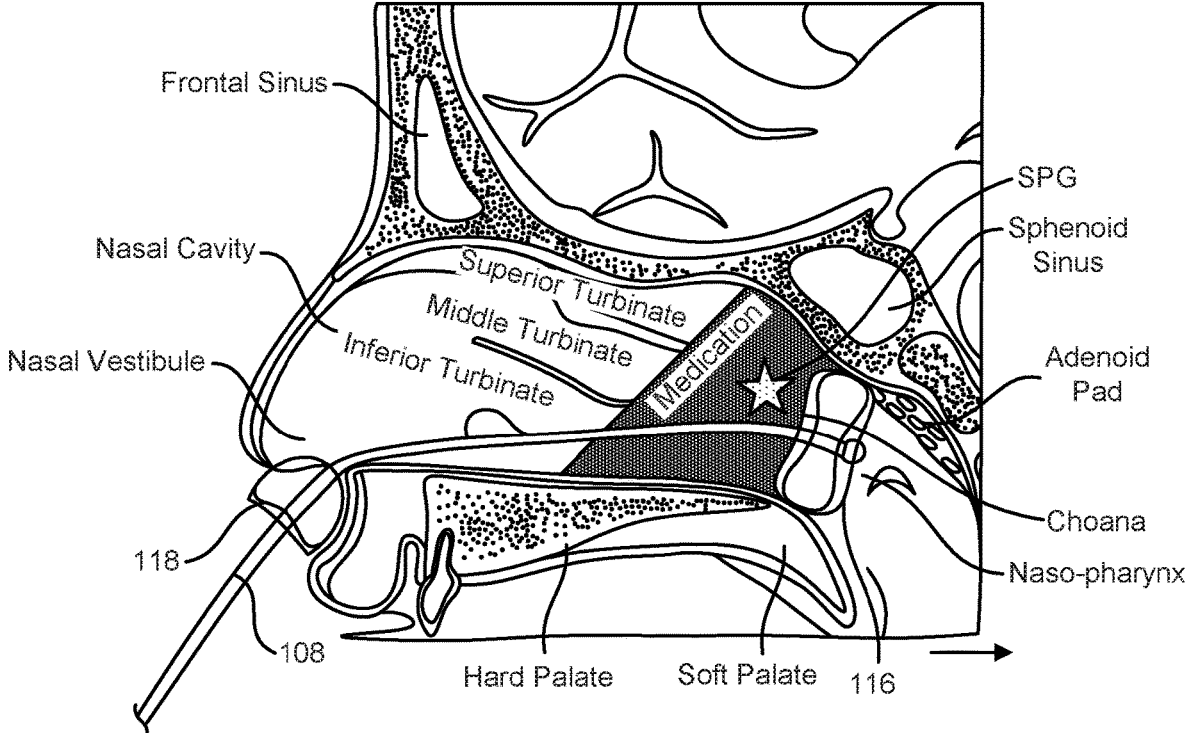 Frontal Sinus
SPG
Sphenoid
Sinus
Nasal Cavity
Superior Turbinate
Middle Turbinate
Inferior Turbinate
Medication
Nasal Vestibule
Adenoid
Pad
Choana
118
Naso-pharynx
108
Hard Palate
Soft Palate
116